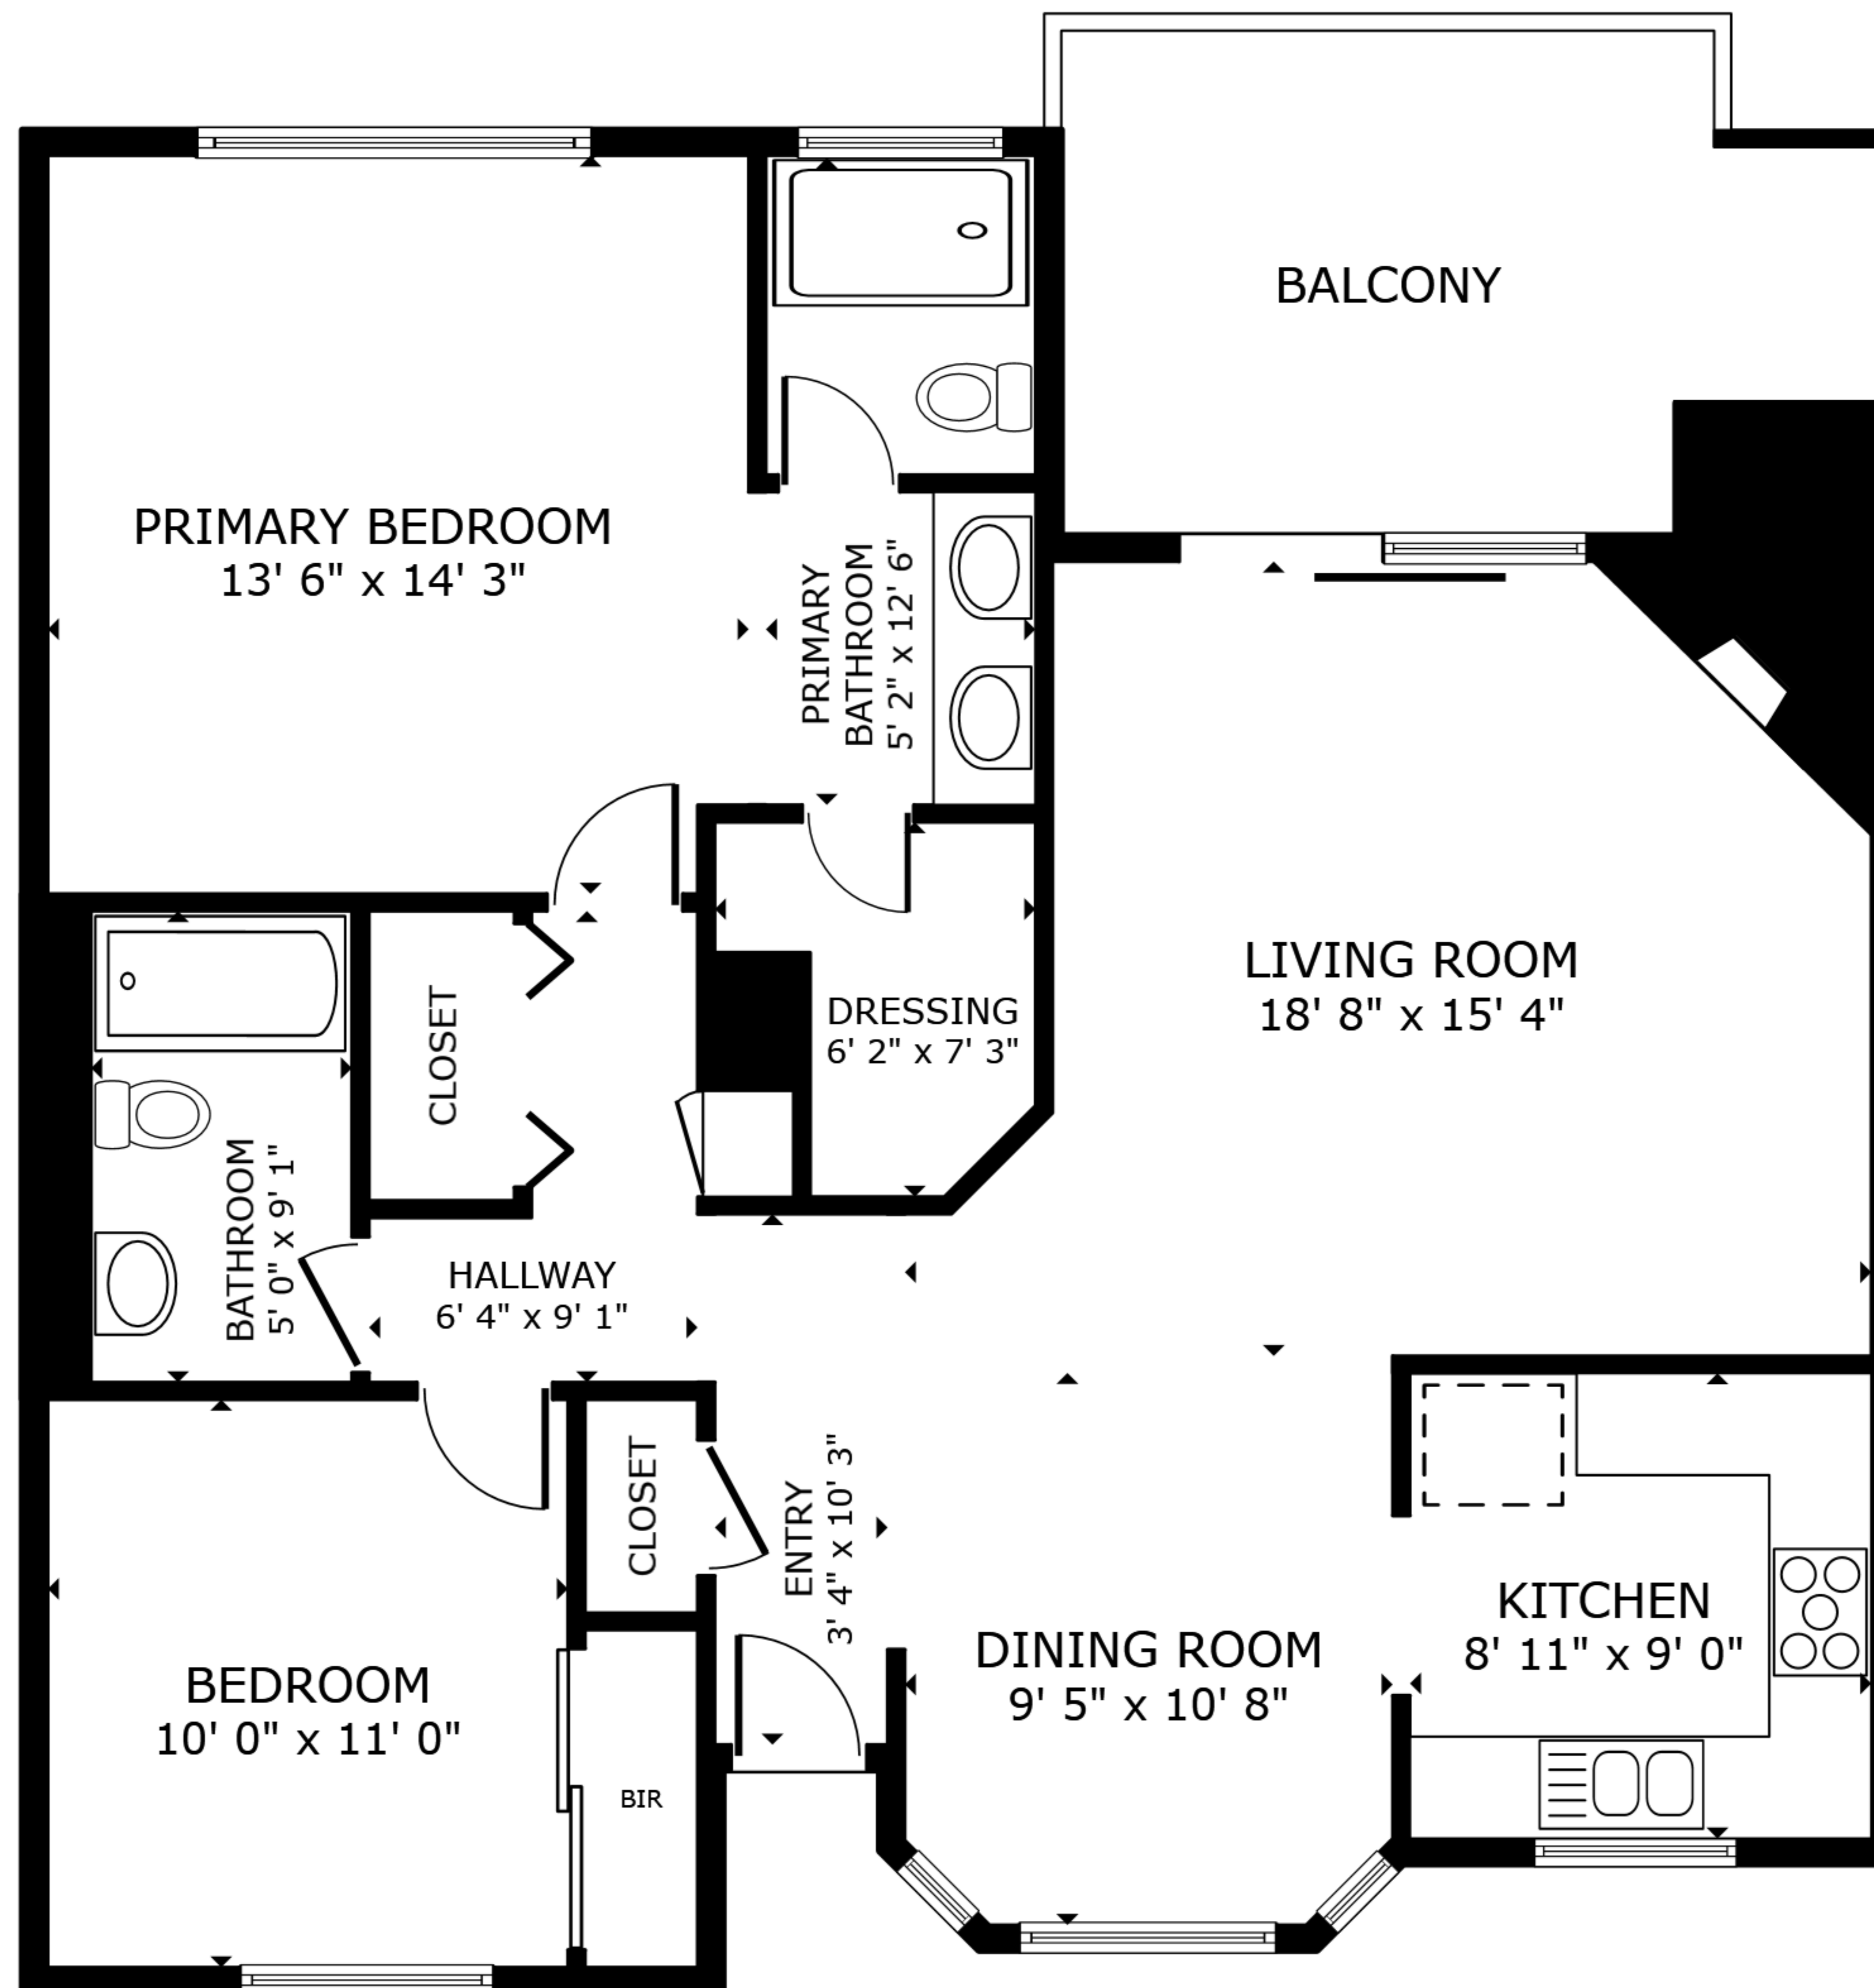 BALCONY
PRIMARY BEDROOM
13' 6" x 14' 3"
PRIMARY
BATHROOM
5' 2" x 12' 6"
LIVING ROOM
18' 8" x 15' 4"
CLOSET
DRESSING
6' 2" x 7' 3"
BATHROOM
5' 0" x 9' 1"
HALLWAY
6' 4" x 9' 1"
CLOSET
ENTRY
3' 4" x 10' 3"
KITCHEN
8' 11" x 9' 0"
DINING ROOM
9' 5" x 10' 8"
BEDROOM
10' 0" x 11' 0"
BIR